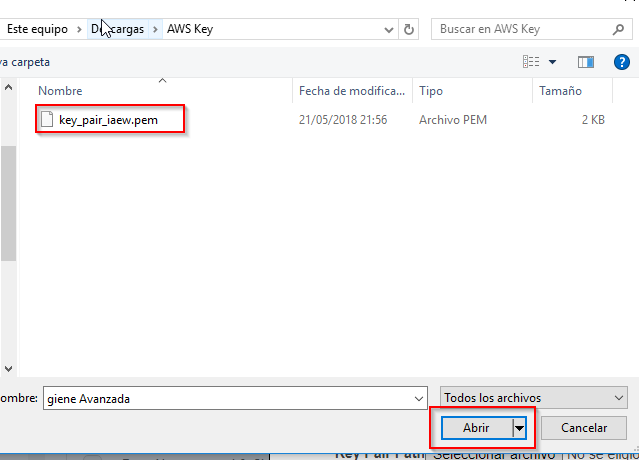 Este equipo > Descargas > AWS Key
Buscar en AWS Key
va carpeta
Nombre
Fecha de modifica...
Tipo
Tamaño
key_pair_iaew.pem
21/05/2018 21:56
Archivo PEM
2 KB
ombre:
giene Avanzada
Todos los archivos
Abrir
Cancelar
Key Pair Path
Seleccionar archivo
No se eligió